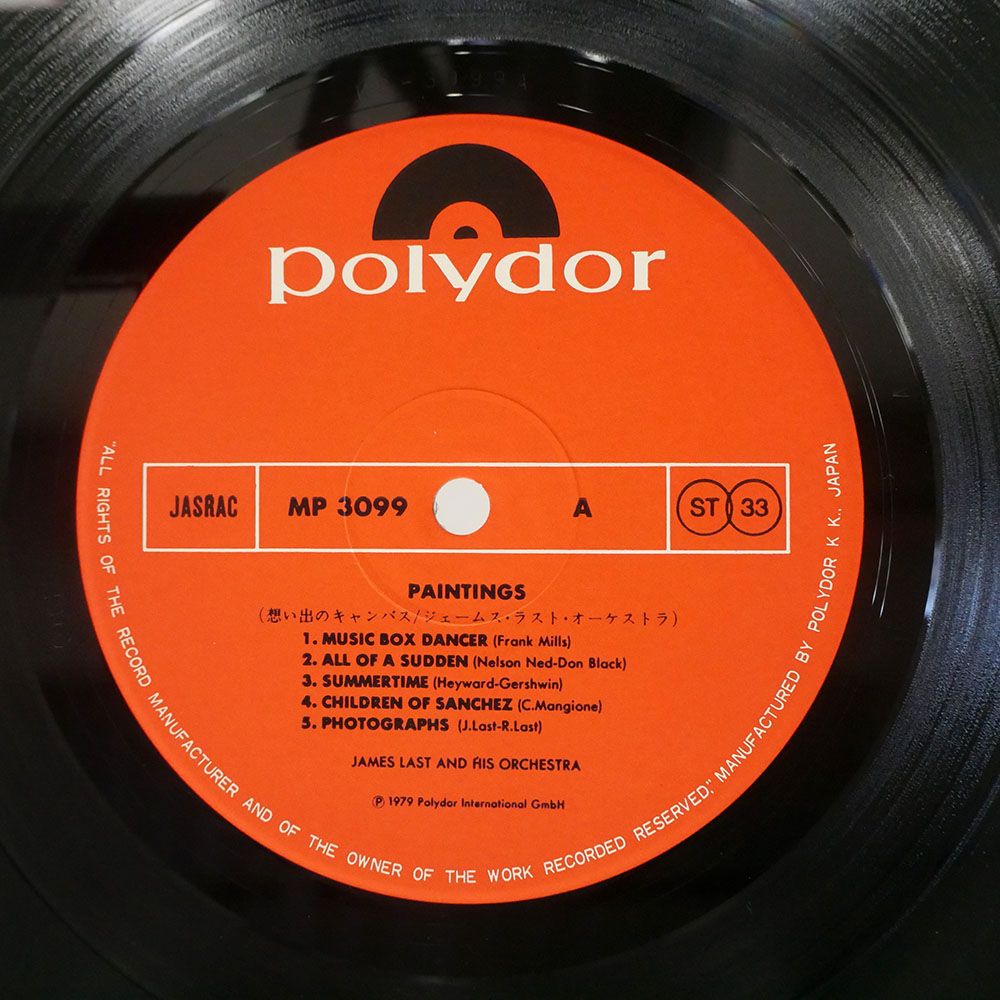 polydor
JASRAC MP 3099 A ST 33
PAINTINGS
(想い出のキャンバス/ジェームス・ラスト・オーケストラ)
1. MUSIC BOX DANCER (Frank Mills)
2. ALL OF A SUDDEN (Nelson Ned-Don Black)
3. SUMMERTIME (Heyward-Gershwin)
4. CHILDREN OF SANCHEZ (C.Mangione)
5. PHOTOGRAPHS (J.Last-R.Last)
JAMES LAST AND HIS ORCHESTRA
Ⓟ 1979 Polydor International GmbH
"ALL RIGHTS OF THE RECORD MANUFACTURER AND OF THE OWNER OF THE WORK RECORDED RESERVED," MANUFACTURED BY POLYDOR K K., JAPAN